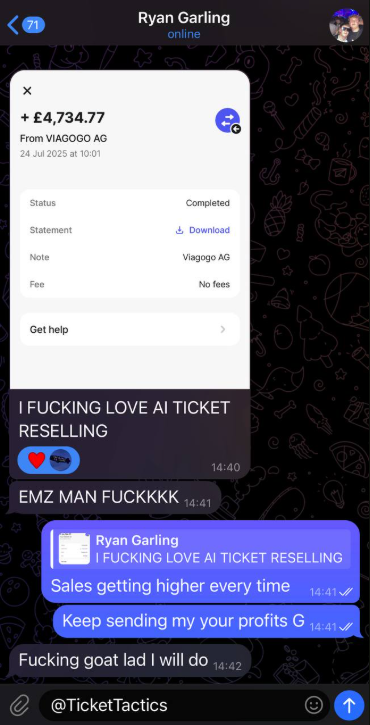 71
Ryan Garling
online
+ £4,734.77
From VIAGOGO AG
24 Jul 2025 at 10:01
Status Completed
Statement Download
Note Viagogo AG
Fee No fees
Get help
I FUCKING LOVE AI TICKET
RESELLING
14:40
EMZ MAN FUCKKKK 14:41
Ryan Garling
I FUCKING LOVE AI TICKET RESELLING
Sales getting higher every time 14:41
Keep sending my your profits G 14:41
Fucking goat lad I will do 14:42
@TicketTactics